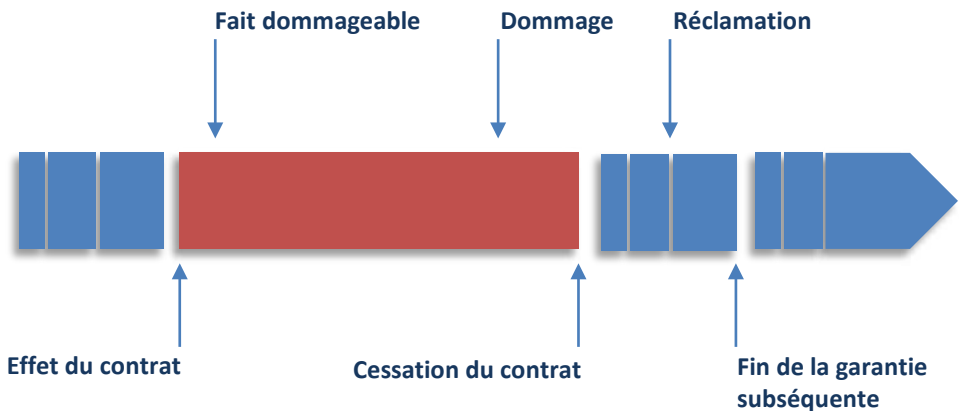 Fait dommageable
Dommage
Réclamation
Effet du contrat
Cessation du contrat
Fin de la garantie
subséquente